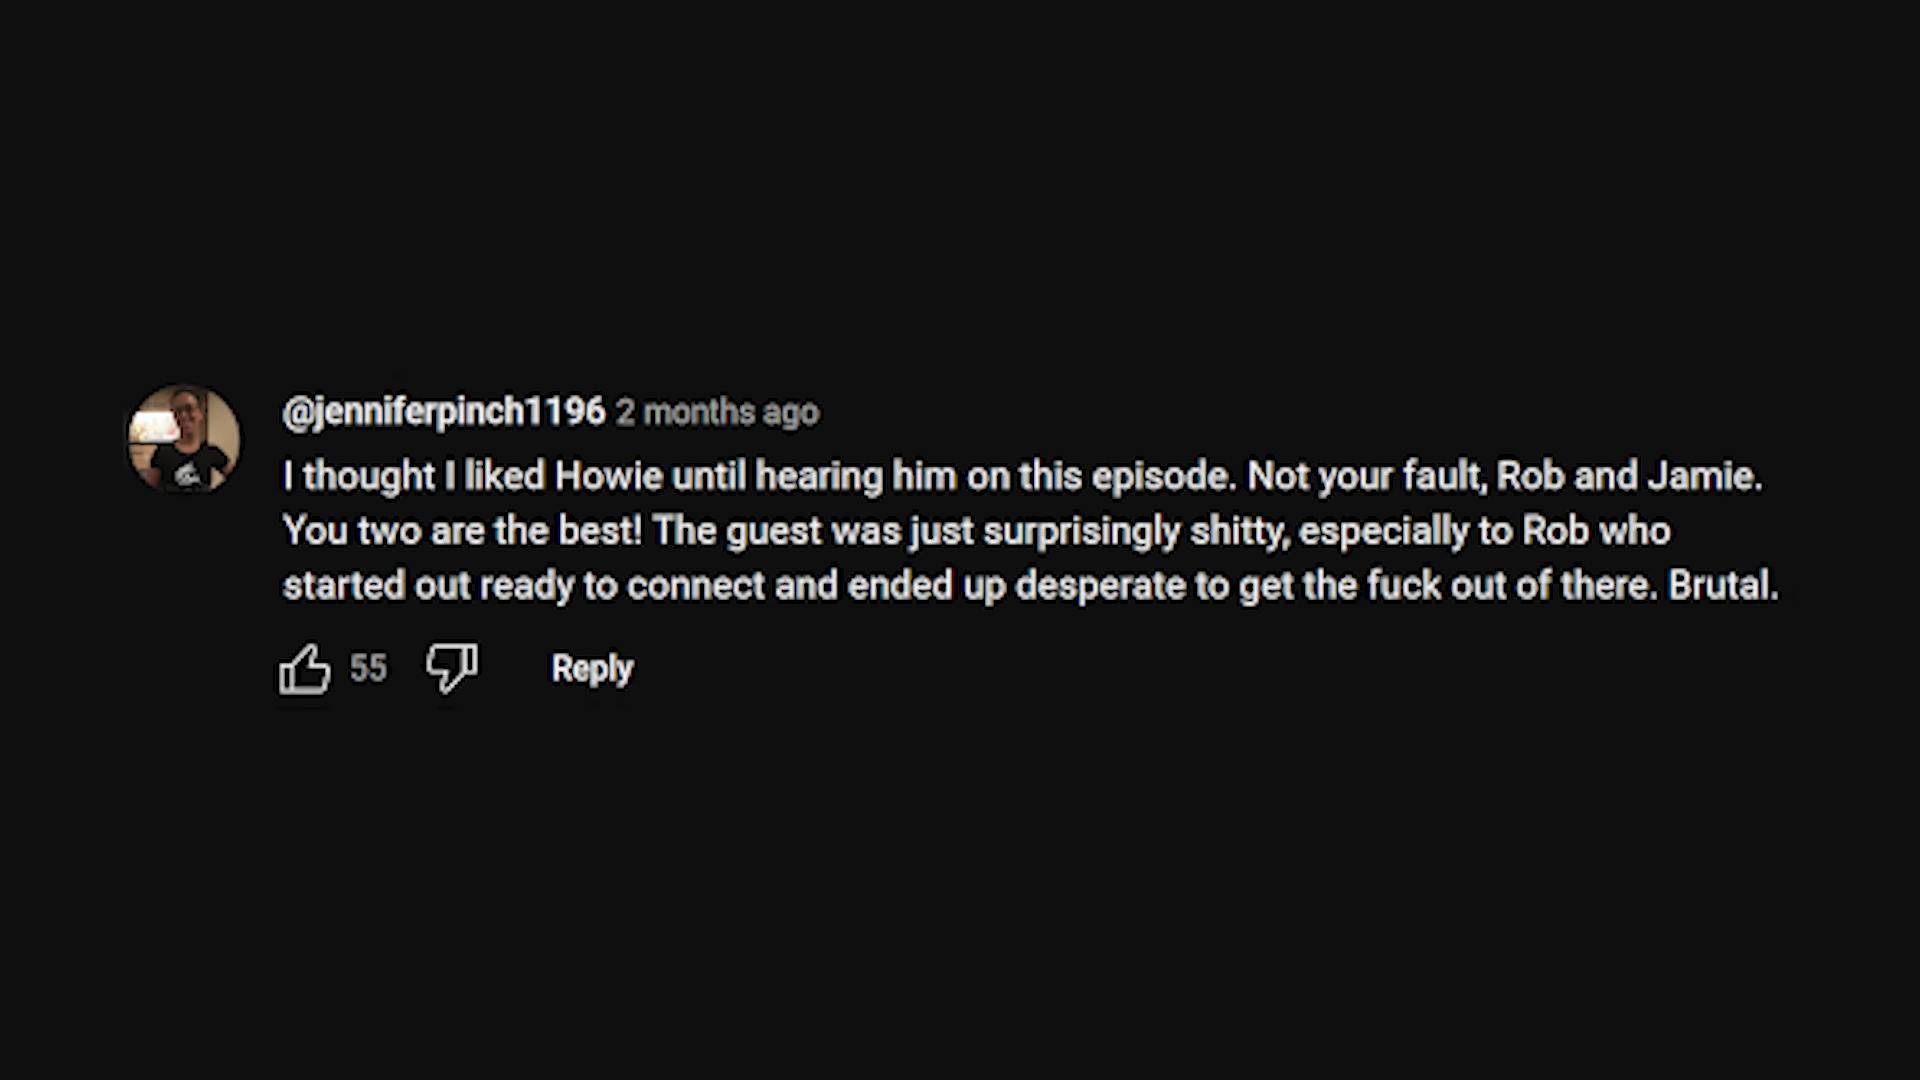 @jenniferpinch1196 2 months ago
I thought I liked Howie until hearing him on this episode. Not your fault, Rob and Jamie.
You two are the best! The guest was just surprisingly shitty, especially to Rob who
started out ready to connect and ended up desperate to get the fuck out of there. Brutal.
55 Reply